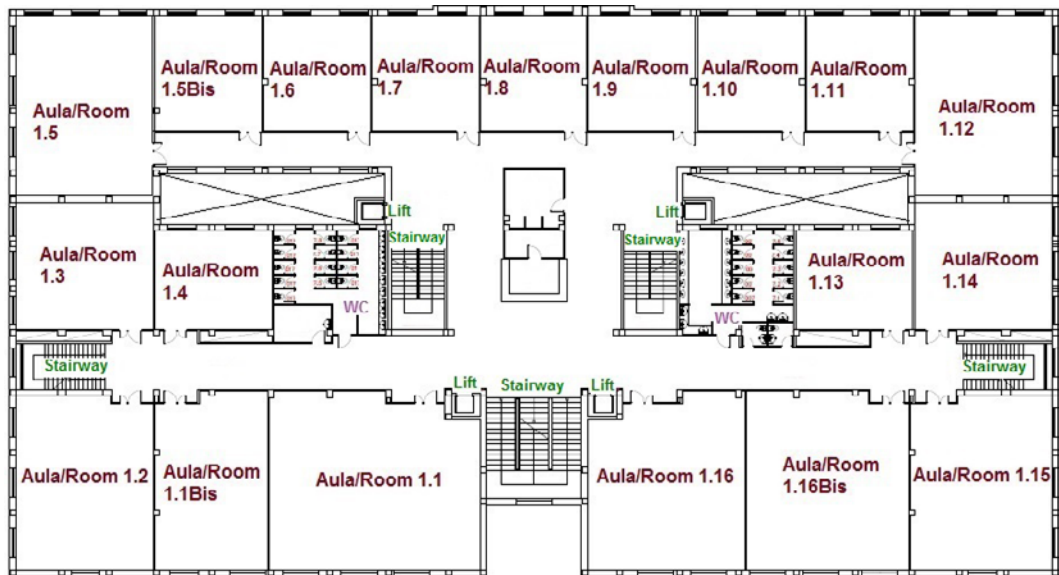 Aula/Room
1.5
Aula/Room
1.5Bis
Aula/Room
1.6
Aula/Room
1.7
Aula/Room
1.8
Aula/Room
1.9
Aula/Room
1.10
Aula/Room
1.11
Aula/Room
1.12
Lift
Lift
Aula/Room
1.3
Aula/Room
1.4
Stairway
Stairway
Aula/Room
1.13
Aula/Room
1.14
WC
WC
Stairway
Stairway
Lift
Stairway
Lift
Aula/Room 1.2
Aula/Room
1.1Bis
Aula/Room 1.1
Aula/Room 1.16
Aula/Room
1.16Bis
Aula/Room 1.15